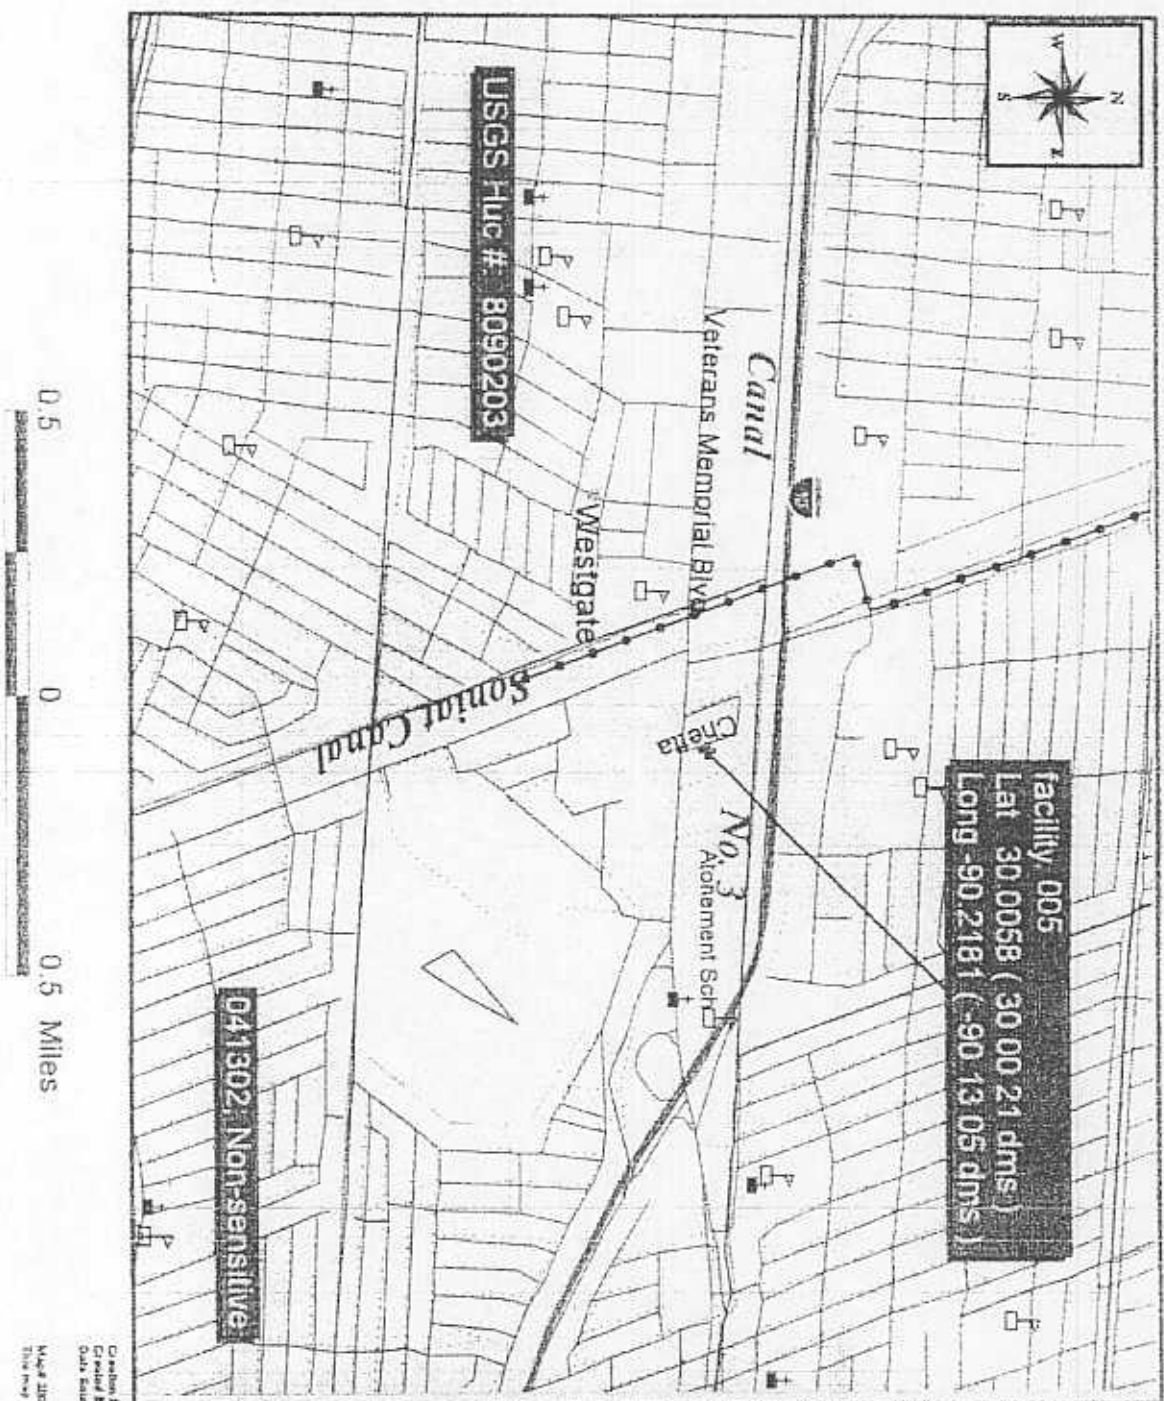 N
W
S
facility 005
Lat 30.0058 ( 30 00 21 dms )
Long -90.2181 ( -90 13 05 dms )
Canal
No. 3
Veterans Memorial Blvd
Atonement Sch
Chetta
Westgate
Soniat Canal
USGS Huc #: 8090203
041302, Non-sensitive
0.5 0 0.5 Miles